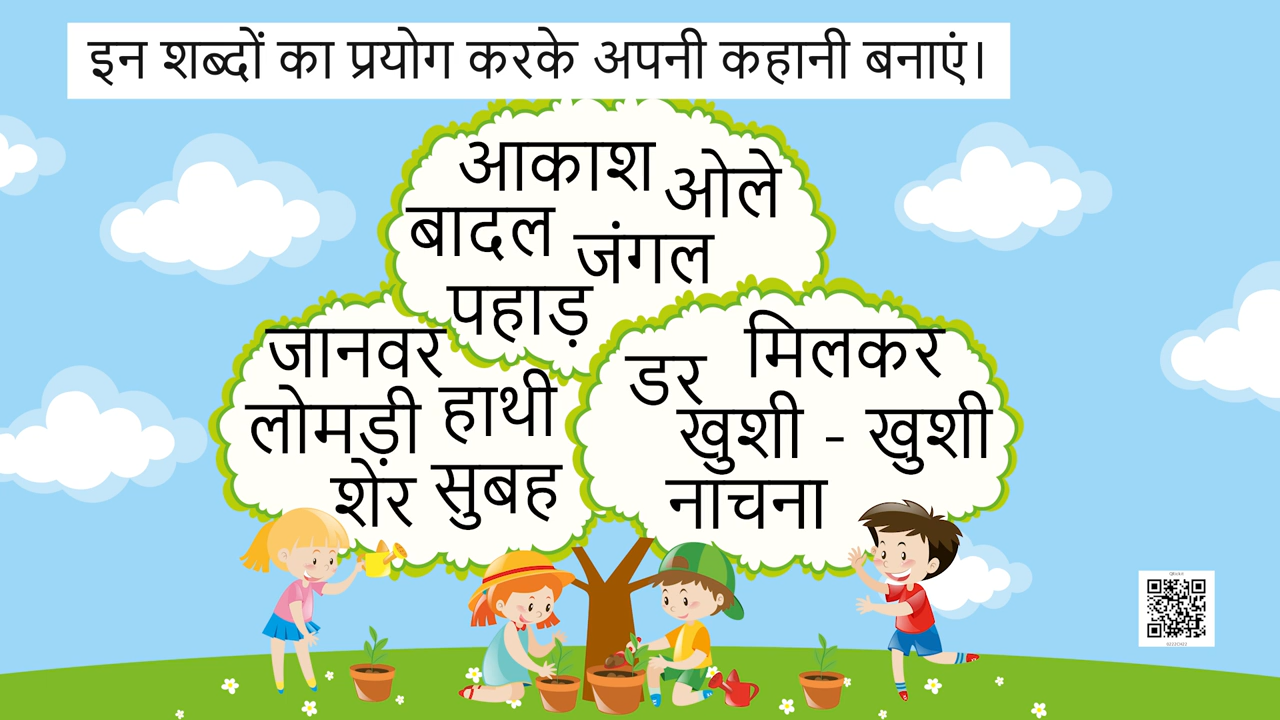 इन शब्दों का प्रयोग करके अपनी कहानी बनाएं।
आकाश ओले
बादल जंगल
पहाड़
जानवर
लोमड़ी हाथी
शेर सुबह
डर मिलकर
खुशी - खुशी
नाचना